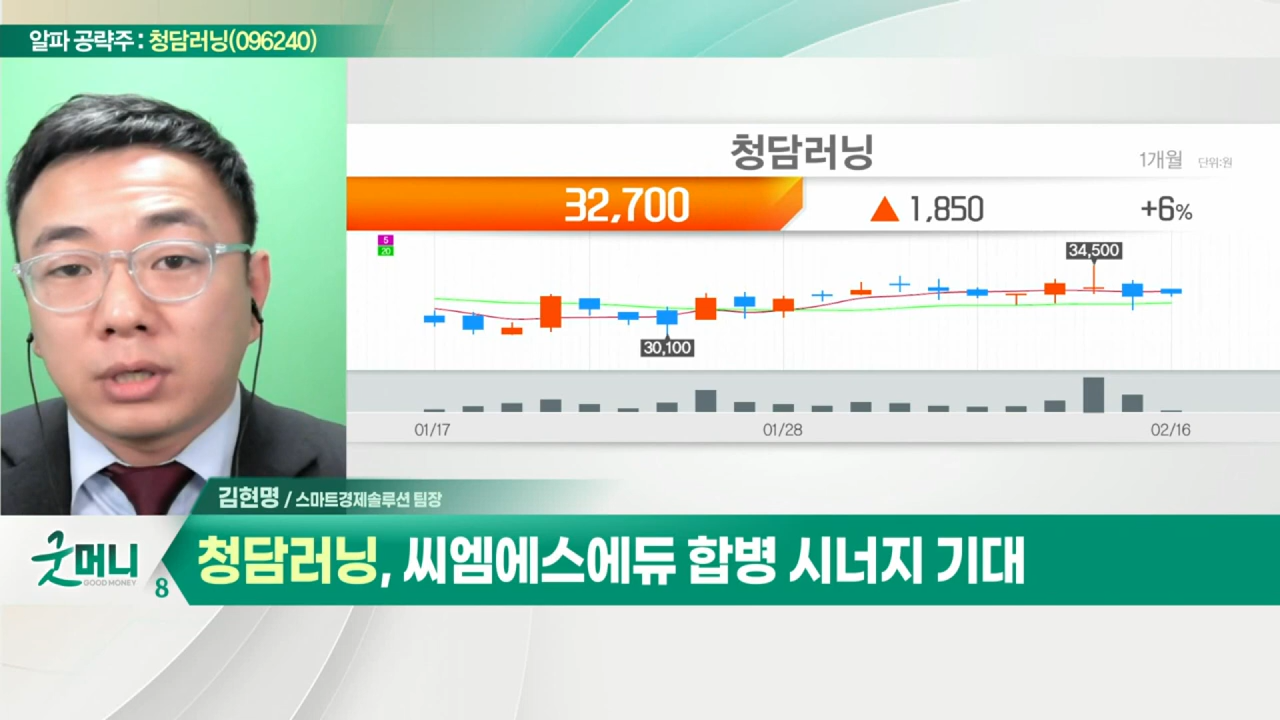 알파 공략주 : 청담러닝(096240)
청담러닝
1개월 단위:원
32,700 ▲ 1,850 +6%
5
20
34,500
30,100
01/17 01/28 02/16
김현명 / 스마트경제솔루션 팀장
굿머니
GOOD MONEY
8
청담러닝, 씨엠에스에듀 합병 시너지 기대